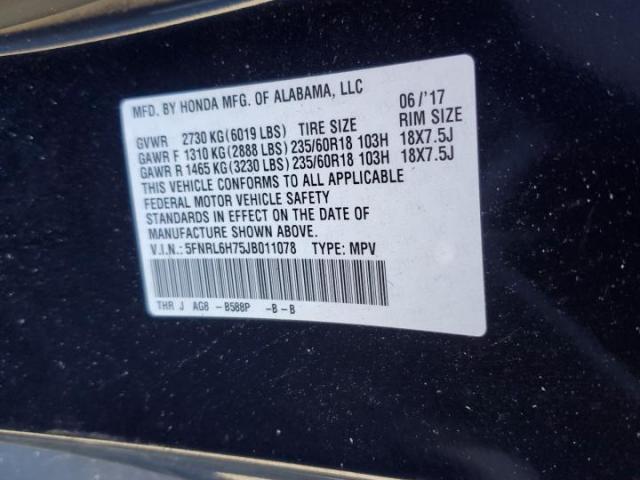 MFD. BY HONDA MFG. OF ALABAMA, LLC 06/'17
GVWR 2730 KG(6019 LBS) TIRE SIZE RIM SIZE
GAWR F 1310 KG(2888 LBS) 235/60R18 103H 18X7.5J
GAWR R 1465 KG(3230 LBS) 235/60R18 103H 18X7.5J
THIS VEHICLE CONFORMS TO ALL APPLICABLE
FEDERAL MOTOR VEHICLE SAFETY
STANDARDS IN EFFECT ON THE DATE OF
MANUFACTURE SHOWN ABOVE.
V.I.N.: 5FNRL6H75JB011078 TYPE: MPV
THR J AG8 -B588P -B-B